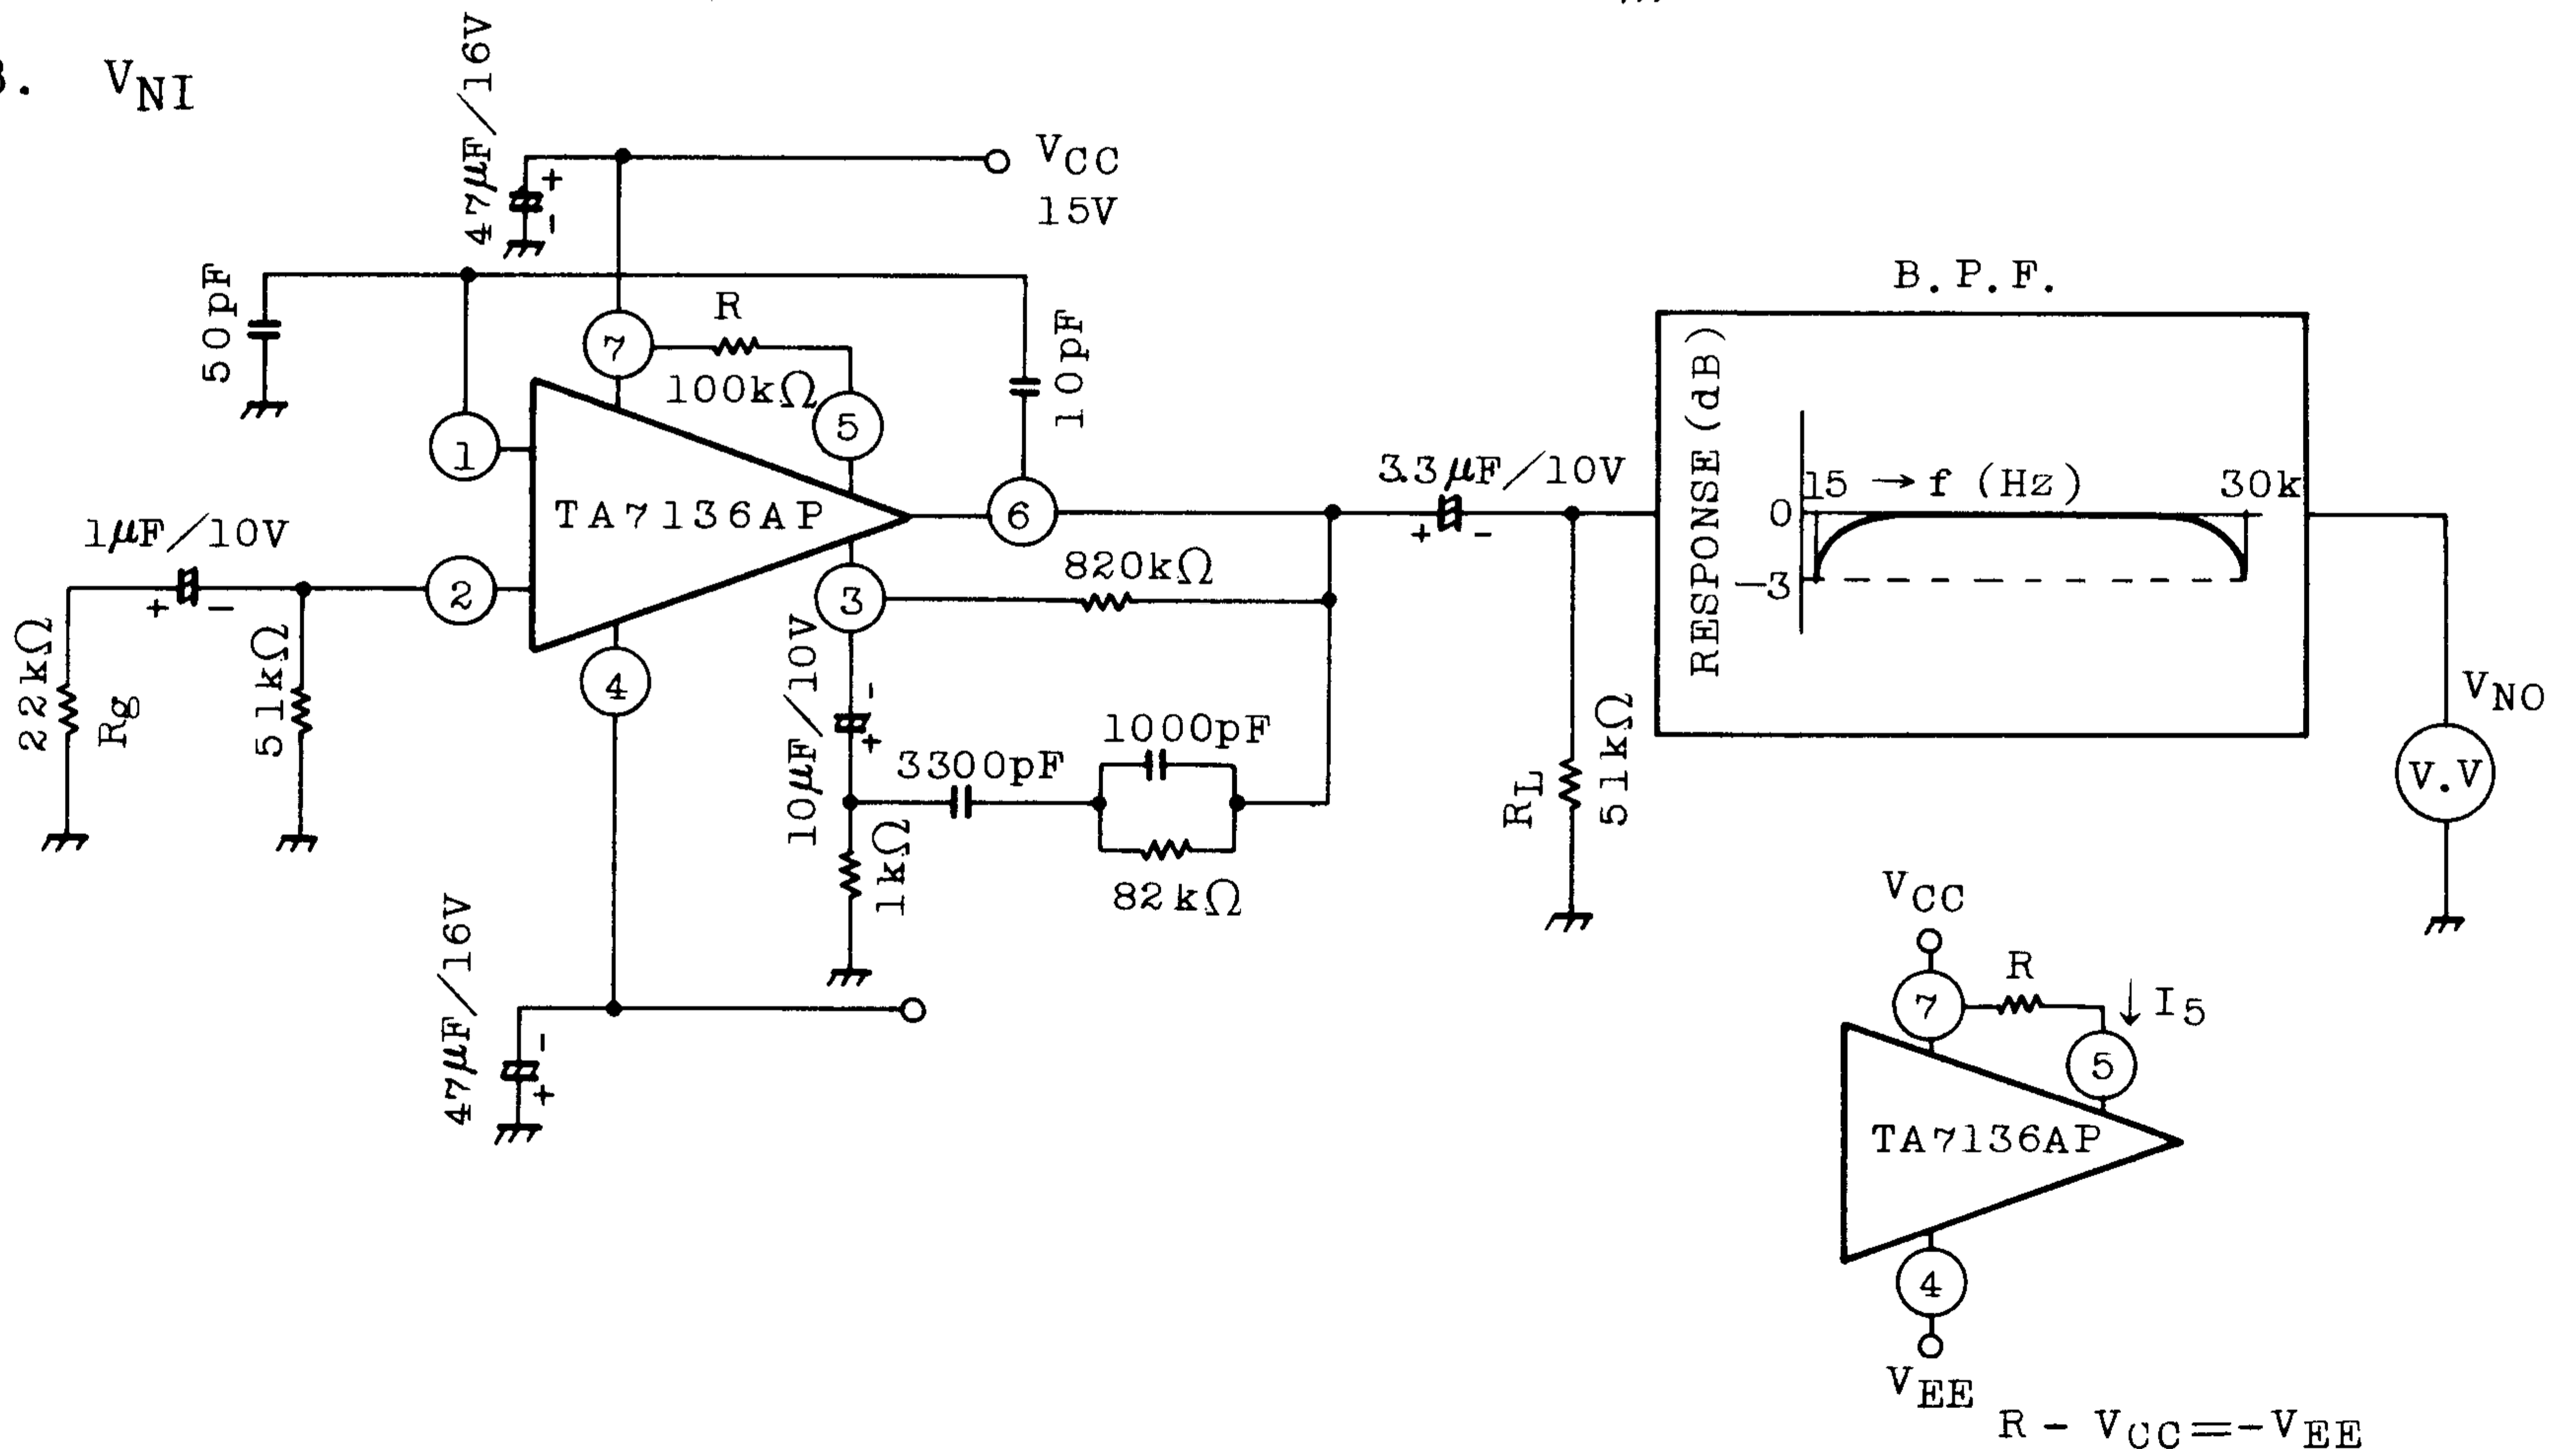 3. VNI
47μF/16V
VCC
15V
+
-
50pF
R
100kΩ
10pF
7
5
1
TA7136AP
6
2
3
4
1μF/10V
+ -
22kΩ
Rg
51kΩ
820kΩ
10μF/10V
-
+
3300pF
1000pF
82kΩ
1kΩ
47μF/16V
-
+
3.3μF/10V
+ -
RL
51kΩ
B.P.F.
RESPONSE (dB)
15 → f (Hz) 30k
0
-3
VNO
V.V
VCC
7
R
↓ I5
5
TA7136AP
4
VEE
R - VCC=-VEE